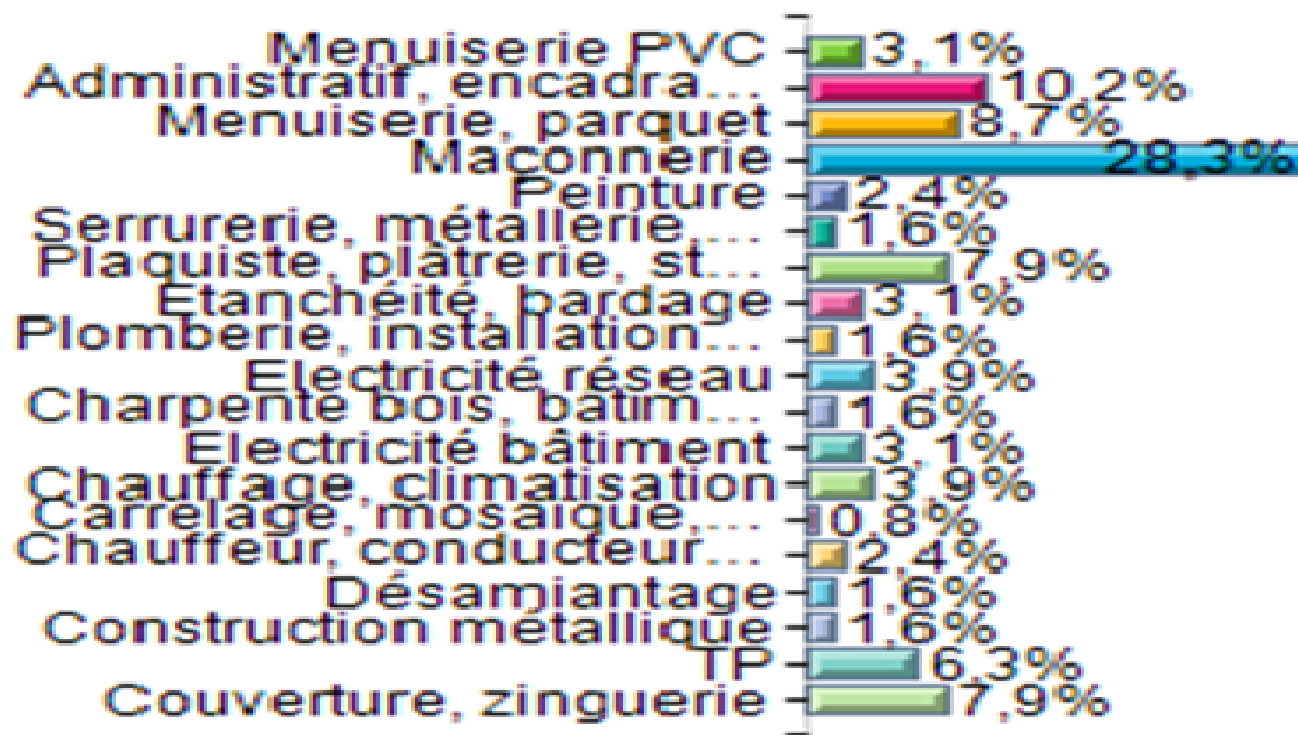 Menuiserie PVC 3,1%
Administratif, encadra... 10,2%
Menuiserie, parquet 8,7%
Maçonnerie 28,3%
Peinture 2,4%
Serrurerie, métallerie,... 1,6%
Plaquiste, plâtrerie, st... 7,9%
Etanchéité, bardage 3,1%
Plomberie, installation... 1,6%
Electricité réseau 3,9%
Charpente bois, bâtim... 1,6%
Electricité bâtiment 3,1%
Chauffage, climatisation 3,9%
Carrelage, mosaïque,... 0,8%
Chauffeur, conducteur... 2,4%
Désamiantage 1,6%
Construction métallique 1,6%
TP 6,3%
Couverture, zinguerie 7,9%